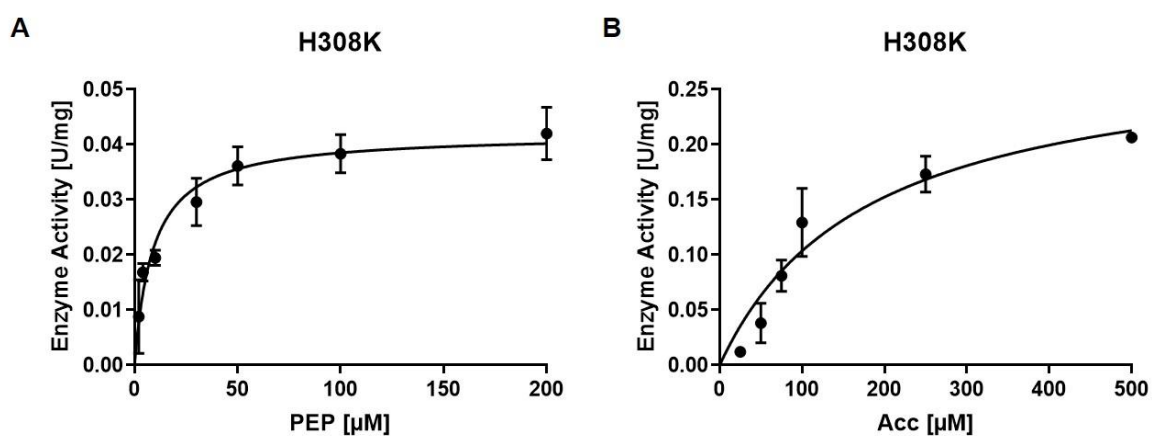 A
H308K
Enzyme Activity [U/mg]
0.05
0.04
0.03
0.02
0.01
0.00
0 50 100 150 200
PEP [µM]
B
H308K
Enzyme Activity [U/mg]
0.25
0.20
0.15
0.10
0.05
0.00
0 100 200 300 400 500
Acc [µM]